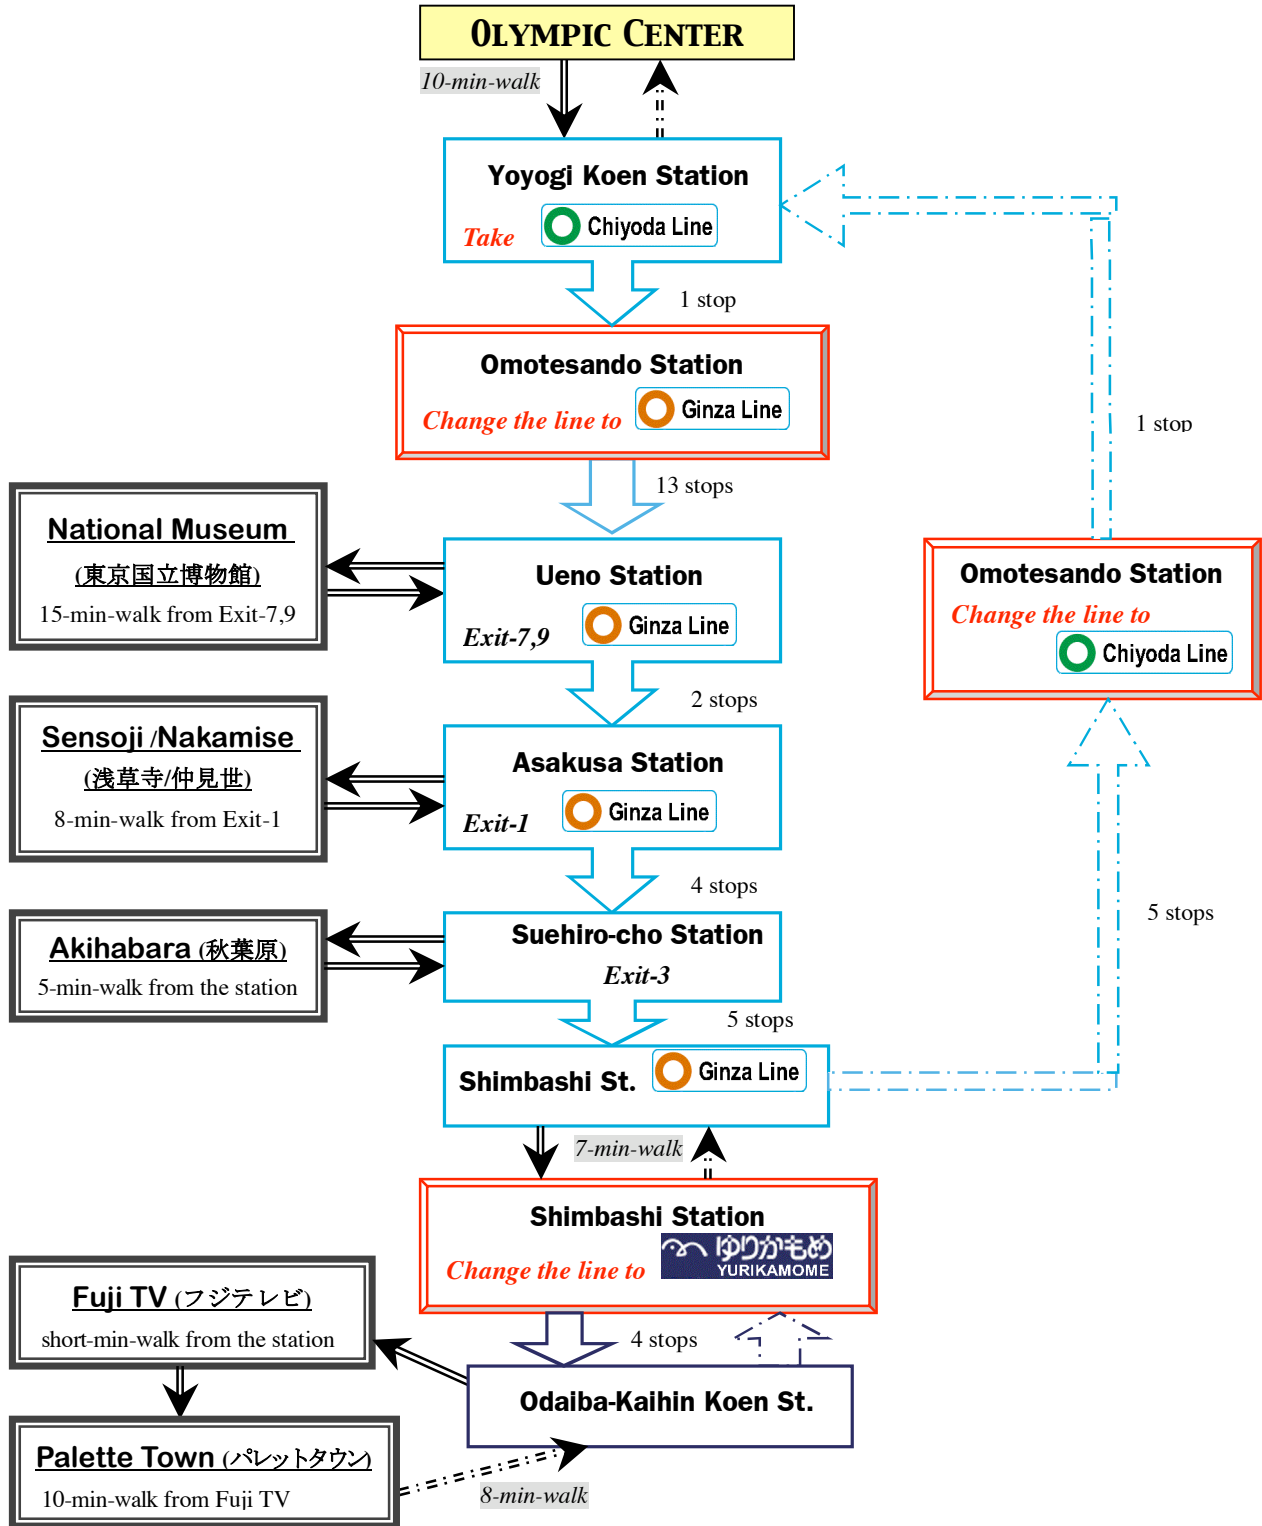 OLYMPIC CENTER
10-min-walk
Yoyogi Koen Station
Take Chiyoda Line
1 stop
Omotesando Station
Change the line to Ginza Line
13 stops
National Museum
(東京国立博物館)
15-min-walk from Exit-7,9
Ueno Station
Ginza Line
Exit-7,9
2 stops
Sensoji /Nakamise
(浅草寺/仲見世)
8-min-walk from Exit-1
Asakusa Station
Ginza Line
Exit-1
4 stops
Akihabara (秋葉原)
5-min-walk from the station
Suehiro-cho Station
Exit-3
5 stops
Shimbashi St. Ginza Line
7-min-walk
Shimbashi Station
Change the line to ゆりかもめ
YURIKAMOME
4 stops
Fuji TV (フジテレビ)
short-min-walk from the station
Odaiba-Kaihin Koen St.
Palette Town (パレットタウン)
10-min-walk from Fuji TV
8-min-walk
5 stops
Omotesando Station
Change the line to
Chiyoda Line
1 stop